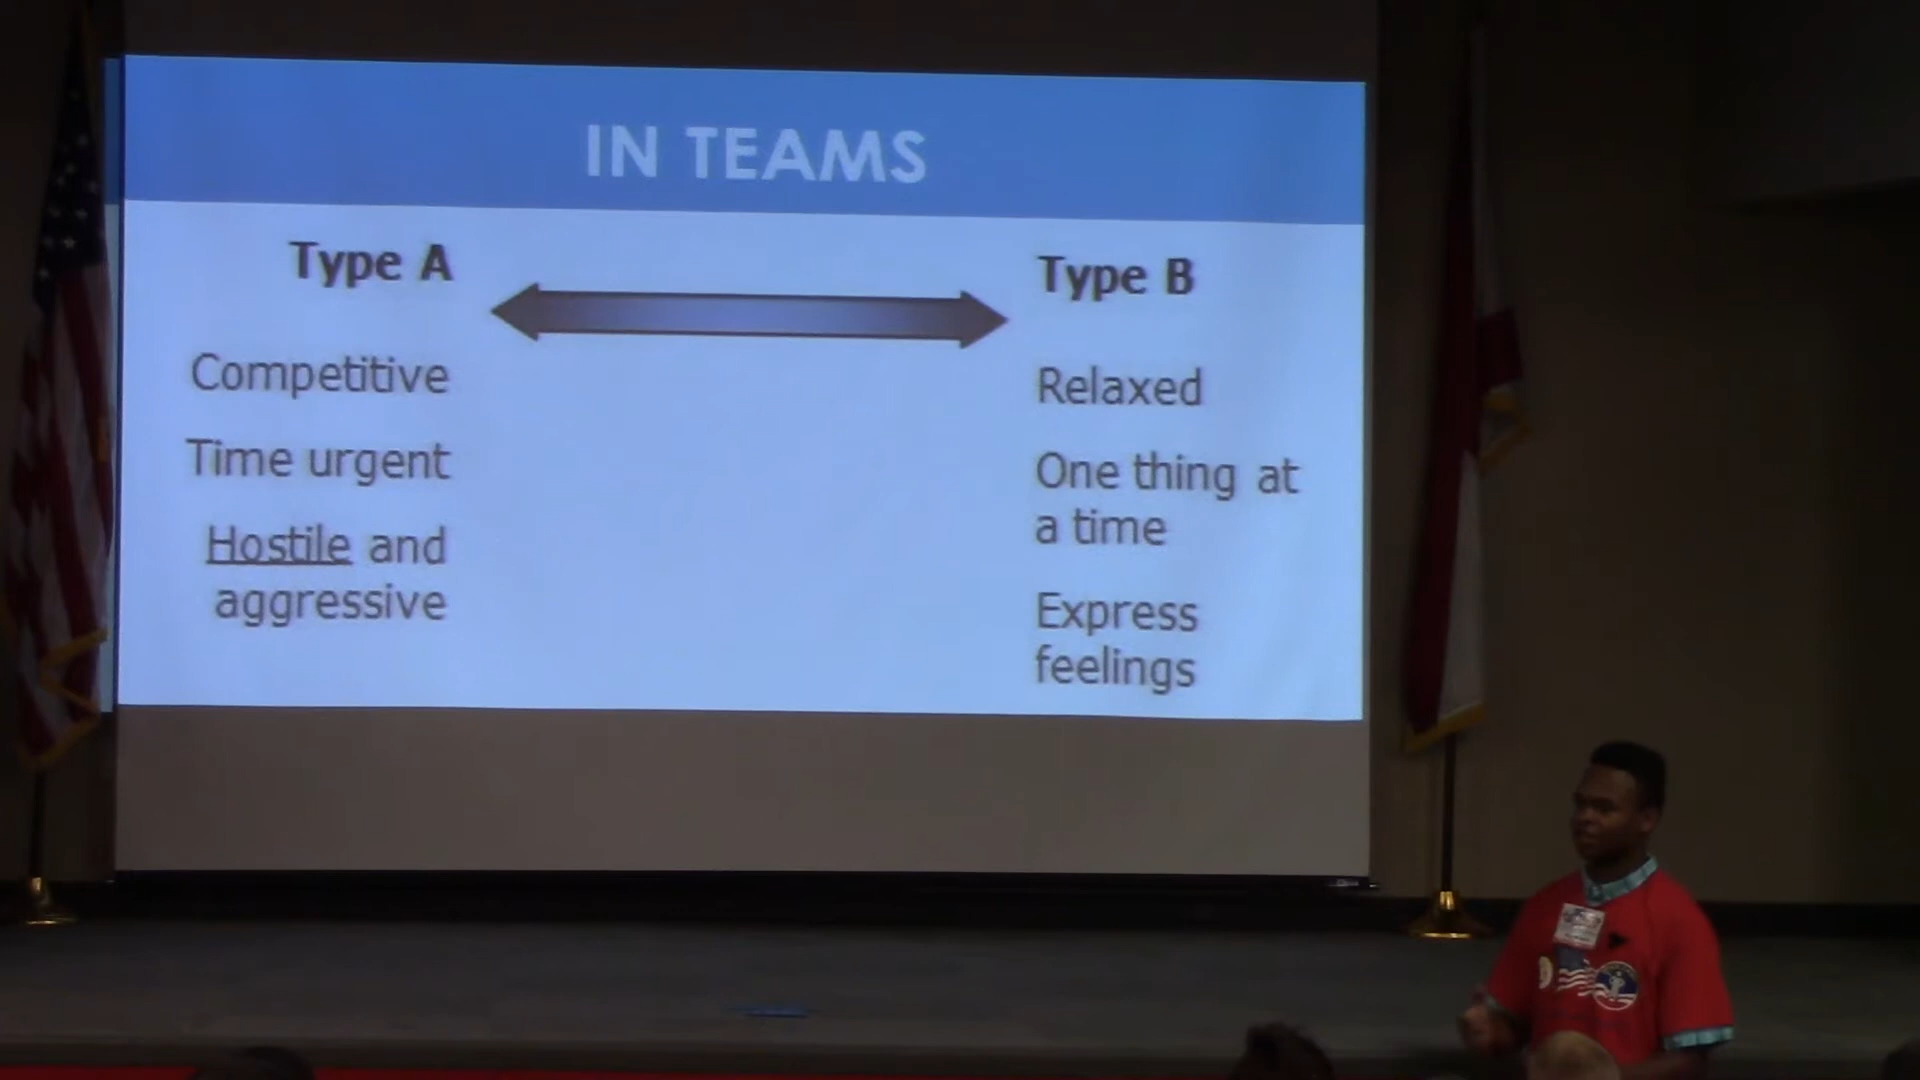 IN TEAMS
Type A
Competitive
Time urgent
Hostile and
aggressive
Type B
Relaxed
One thing at
a time
Express
feelings